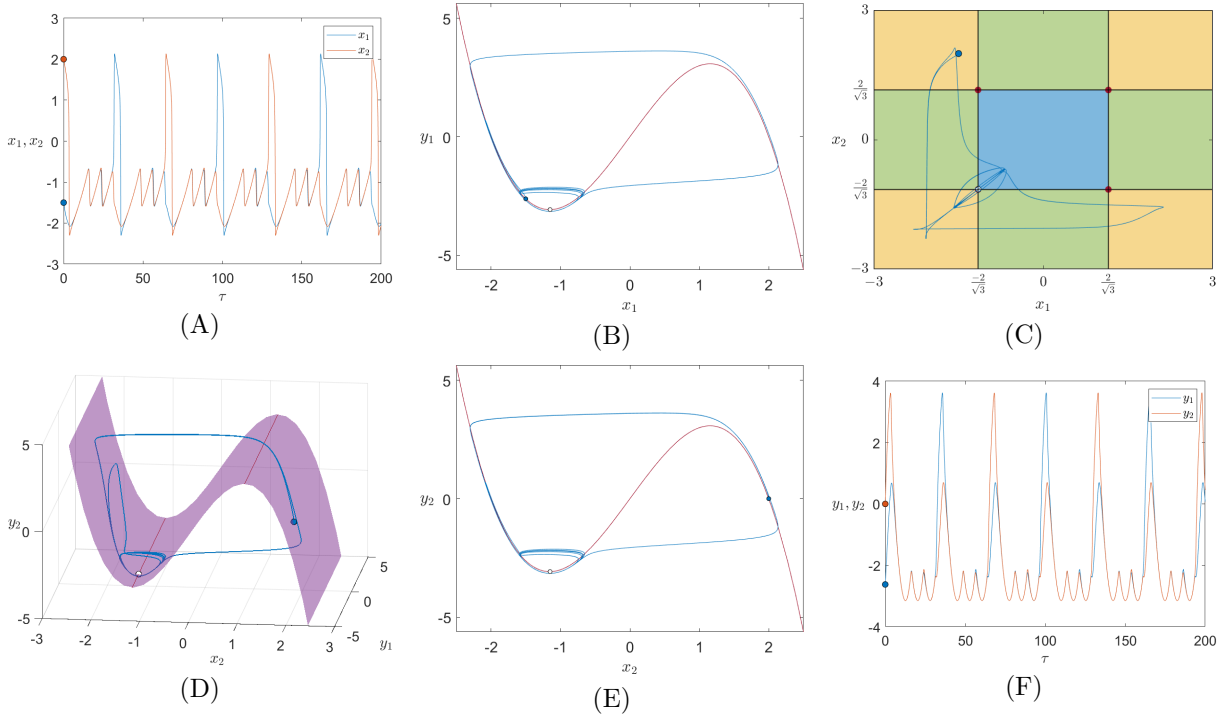 3
2
1
x₁, x₂ 0
-1
-2
-3
0 50 100 150 200
τ
x₁
x₂
(A)
5
y₁ 0
-5
-2 -1 0 1 2
x₁
(B)
3
2/√3
x₂ 0
-2/√3
-3
-3 -2/√3 0 2/√3 3
x₁
(C)
5
y₂ 0
-5
-3 -2 -1 0 1 2 3
x₂
5
0
-5
y₁
(D)
5
y₂ 0
-5
-2 -1 0 1 2
x₂
(E)
4
2
y₁, y₂ 0
-2
-4
0 50 100 150 200
τ
y₁
y₂
(F)